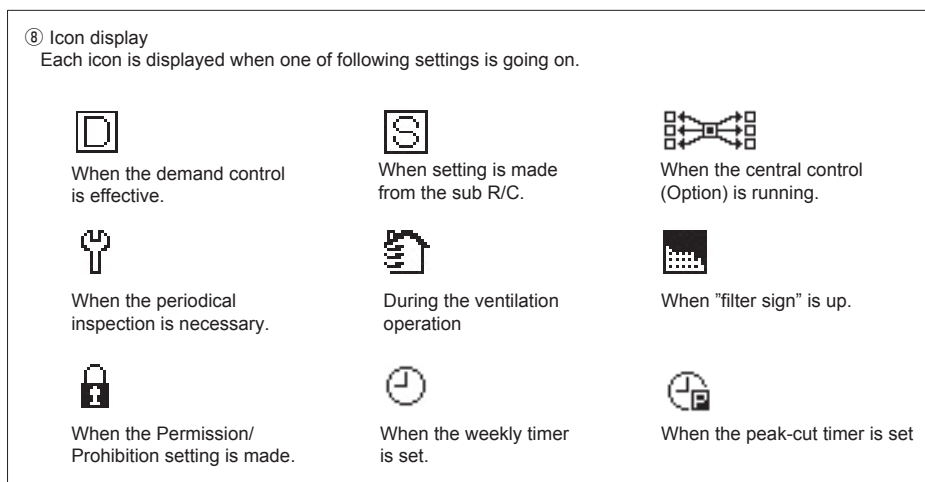 ⑧ Icon display
Each icon is displayed when one of following settings is going on.
D
When the demand control
is effective.
S
When setting is made
from the sub R/C.
When the central control
(Option) is running.
When the periodical
inspection is necessary.
During the ventilation
operation
When ”filter sign” is up.
When the Permission/
Prohibition setting is made.
When the weekly timer
is set.
P
When the peak-cut timer is set